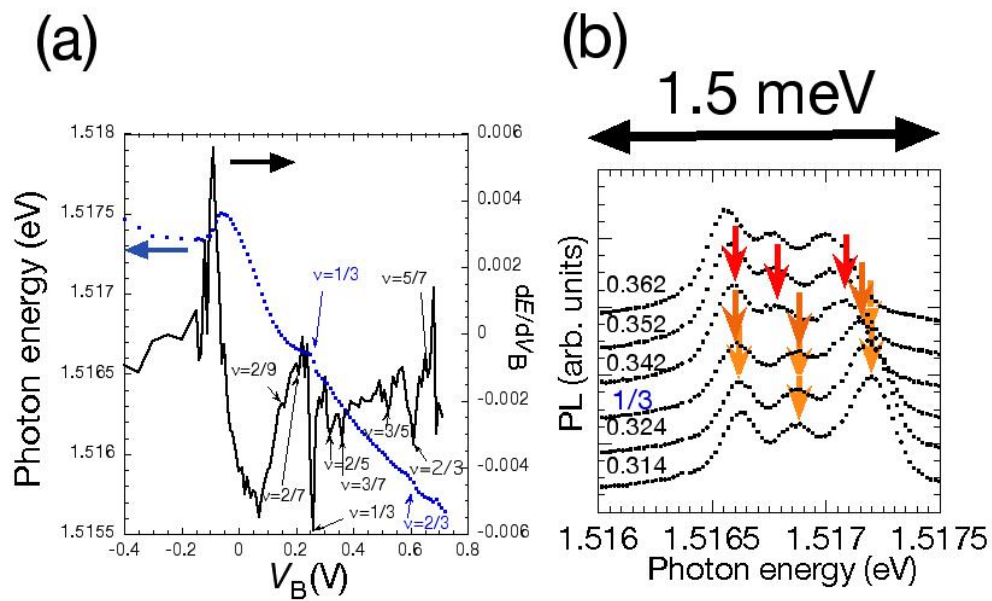 (a)
(b)
1.5 meV
1.518
1.5175
1.517
1.5165
1.516
1.5155
Photon energy (eV)
0.006
0.004
0.002
0
-0.002
-0.004
-0.006
dE/dV_B
ν=1/3
ν=5/7
ν=2/9
ν=3/5
ν=2/5
ν=2/3
ν=2/7
ν=3/7
ν=1/3
ν=2/3
-0.4 -0.2 0 0.2 0.4 0.6 0.8
V_B(V)
PL (arb. units)
0.362
0.352
0.342
1/3
0.324
0.314
1.516 1.5165 1.517 1.5175
Photon energy (eV)